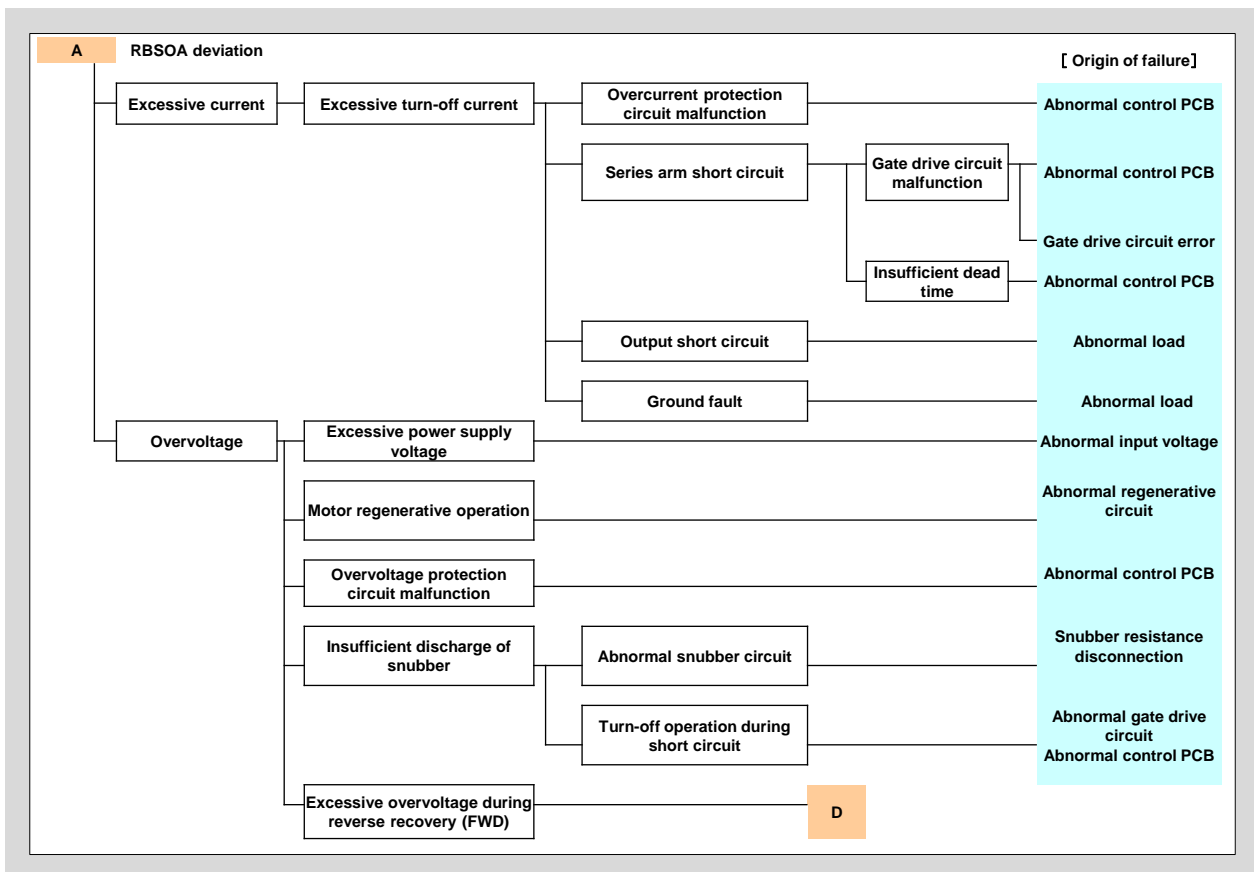 A
RBSOA deviation
[ Origin of failure]
Excessive current
Excessive turn-off current
Overcurrent protection
circuit malfunction
Abnormal control PCB
Series arm short circuit
Gate drive circuit
malfunction
Abnormal control PCB
Gate drive circuit error
Insufficient dead
time
Abnormal control PCB
Output short circuit
Abnormal load
Ground fault
Abnormal load
Overvoltage
Excessive power supply
voltage
Abnormal input voltage
Motor regenerative operation
Abnormal regenerative
circuit
Overvoltage protection
circuit malfunction
Abnormal control PCB
Insufficient discharge of
snubber
Abnormal snubber circuit
Snubber resistance
disconnection
Turn-off operation during
short circuit
Abnormal gate drive
circuit
Abnormal control PCB
Excessive overvoltage during
reverse recovery (FWD)
D